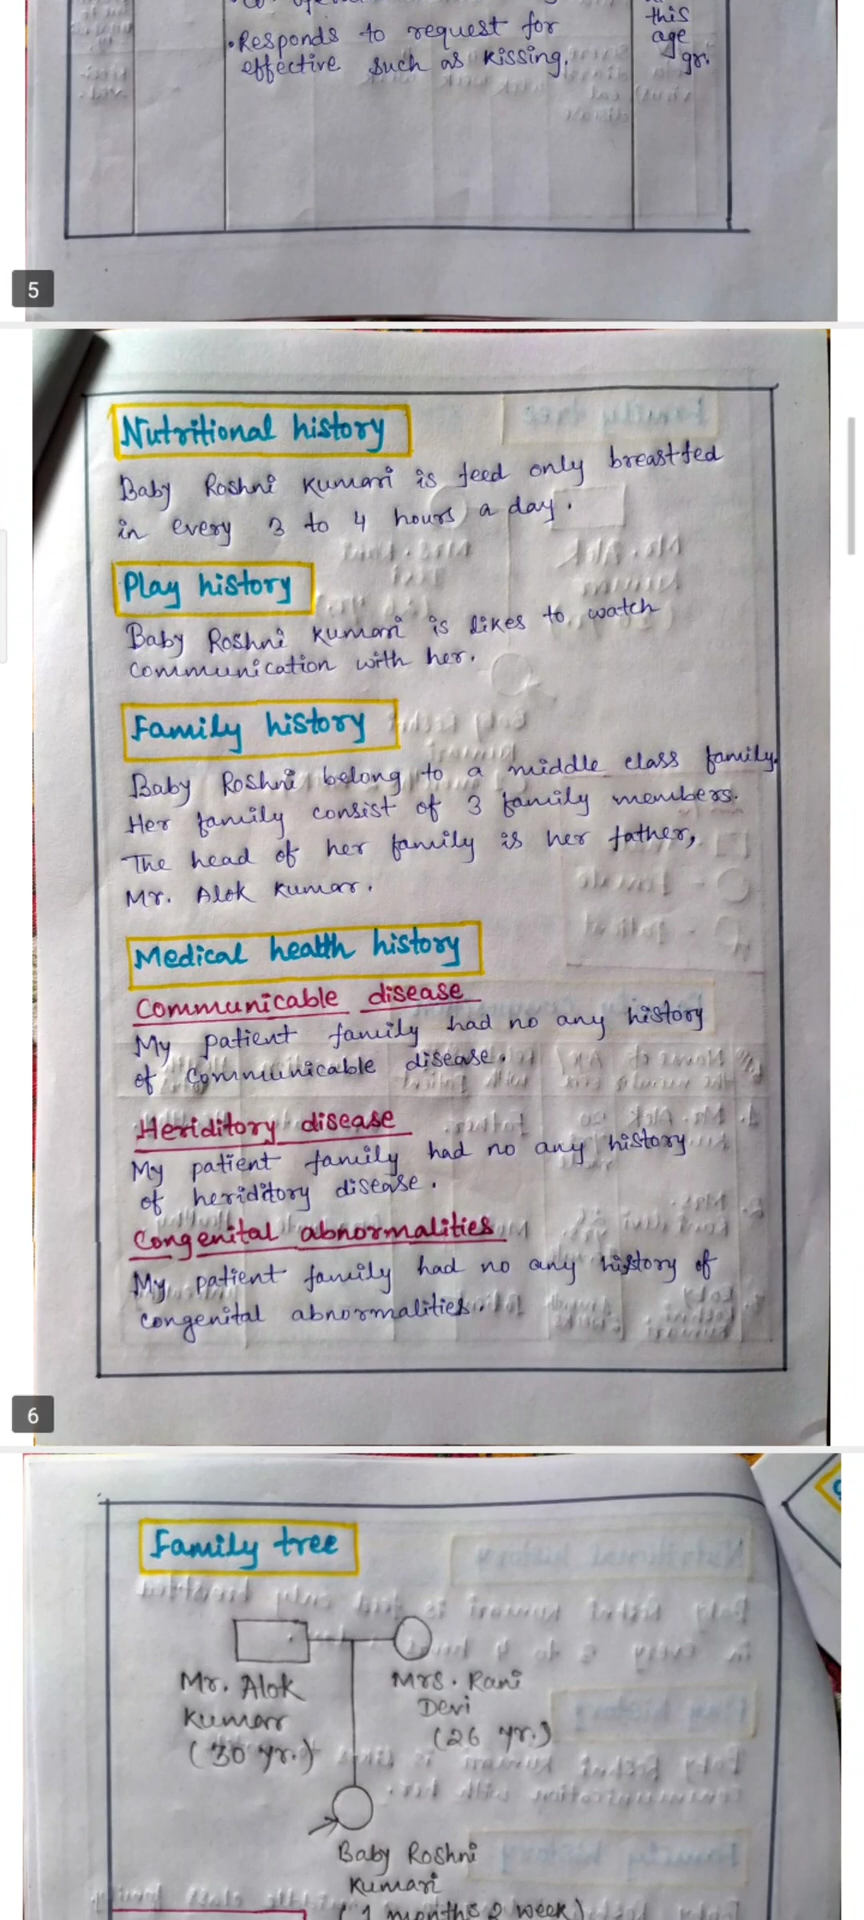 this
• Responds to request for
age
effective such as kissing.
gr.
5
Nutritional history
Baby Roshni Kumari is feed only breastfed
in every 3 to 4 hours a day.
Play history
Baby Roshni Kumari is likes to watch
communication with her.
Family history
Baby Roshni belong to a middle class family.
Her family consist of 3 family members.
The head of her family is her father,
Mr. Alok Kumar.
Medical health history
Communicable disease
My patient family had no any history
of communicable disease.
Heriditory disease
My patient family had no any history
of heriditory disease.
Congenital abnormalities
My patient family had no any history of
congenital abnormalities.
6
Family tree
Mr. Alok
Kumar
(30 yr.)
Mrs. Rani
Devi
(26 yr.)
Baby Roshni
Kumari
(1 months 2 week)